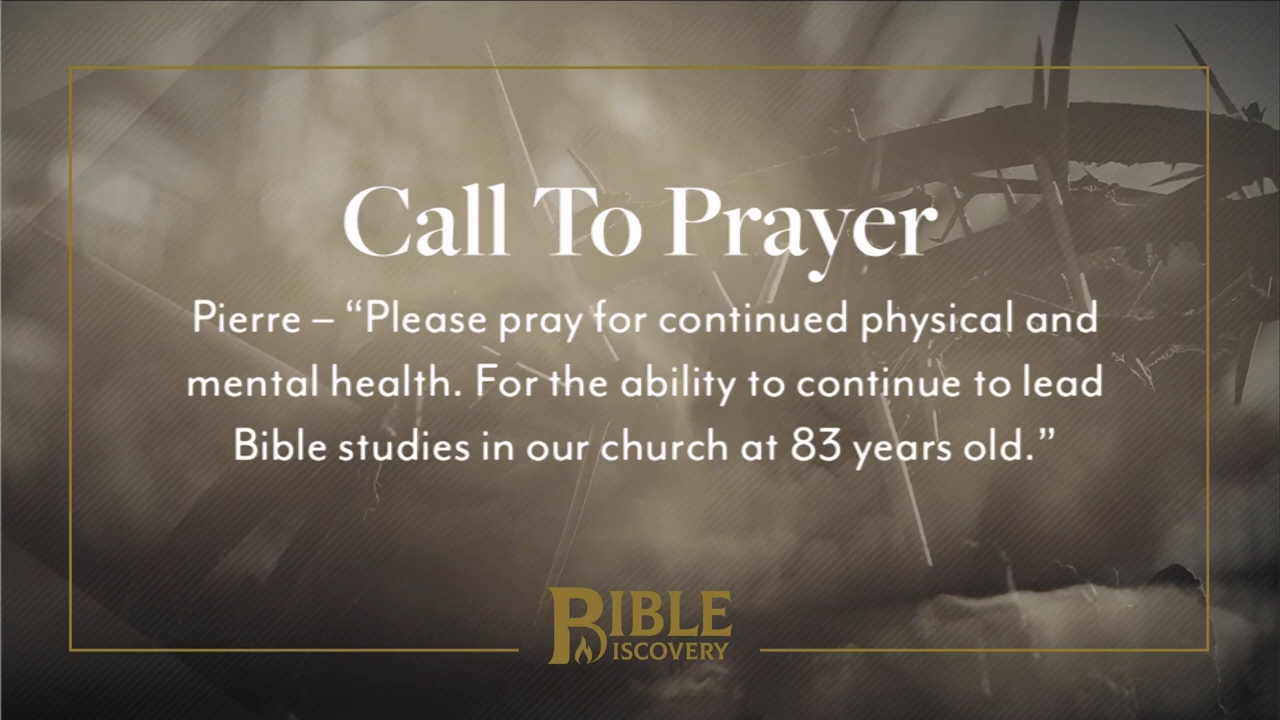 Call To Prayer
Pierre – “Please pray for continued physical and
mental health. For the ability to continue to lead
Bible studies in our church at 83 years old.”
BIBLE
DISCOVERY